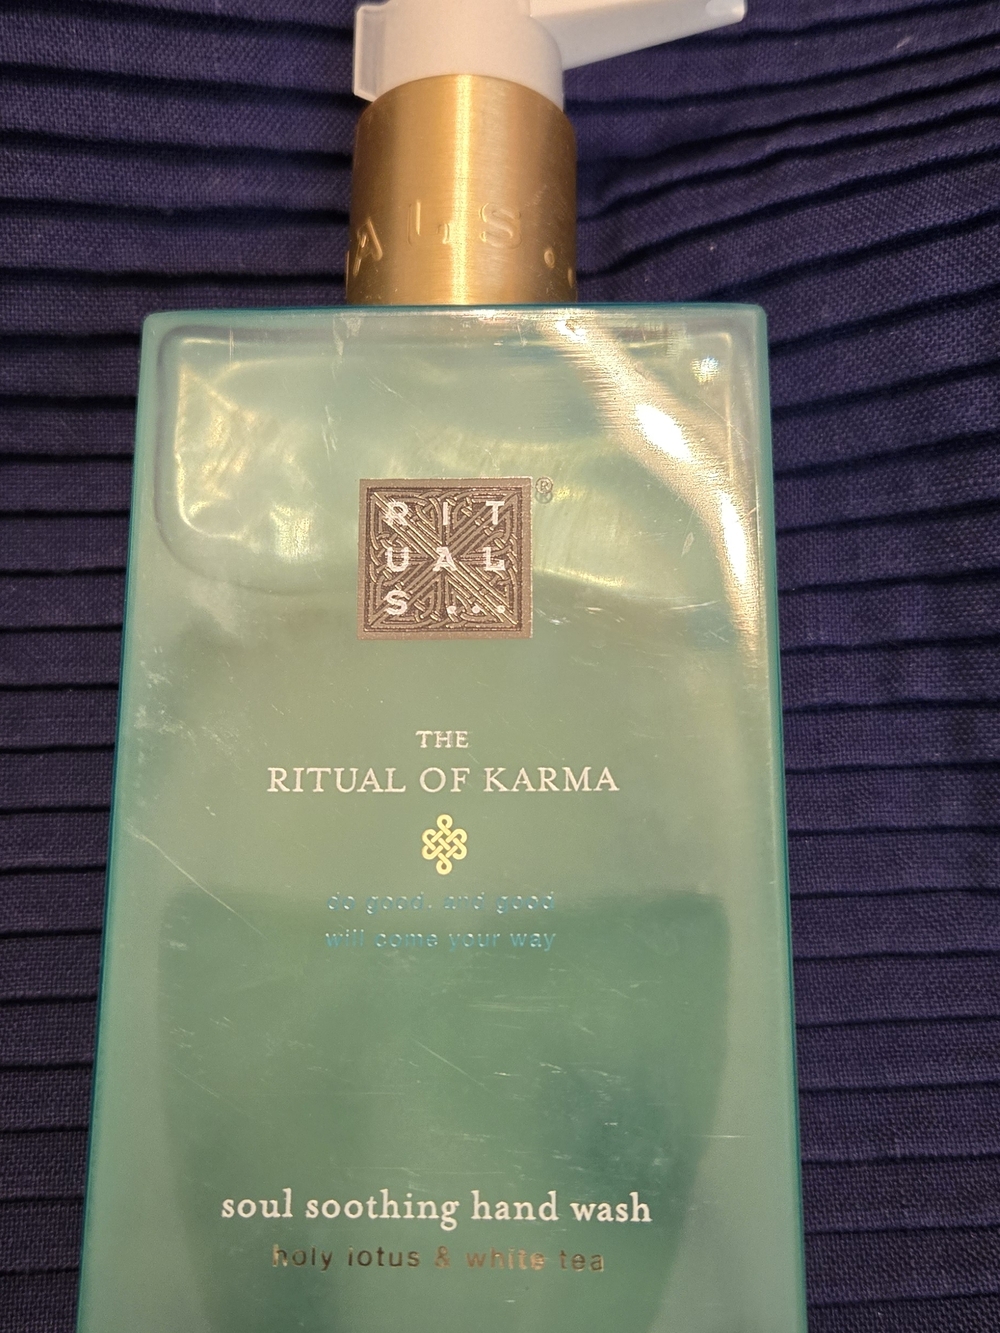 ALS..
RIT
UAL
S...
®
THE
RITUAL OF KARMA
do good, and good
will come your way
soul soothing hand wash
holy lotus & white tea